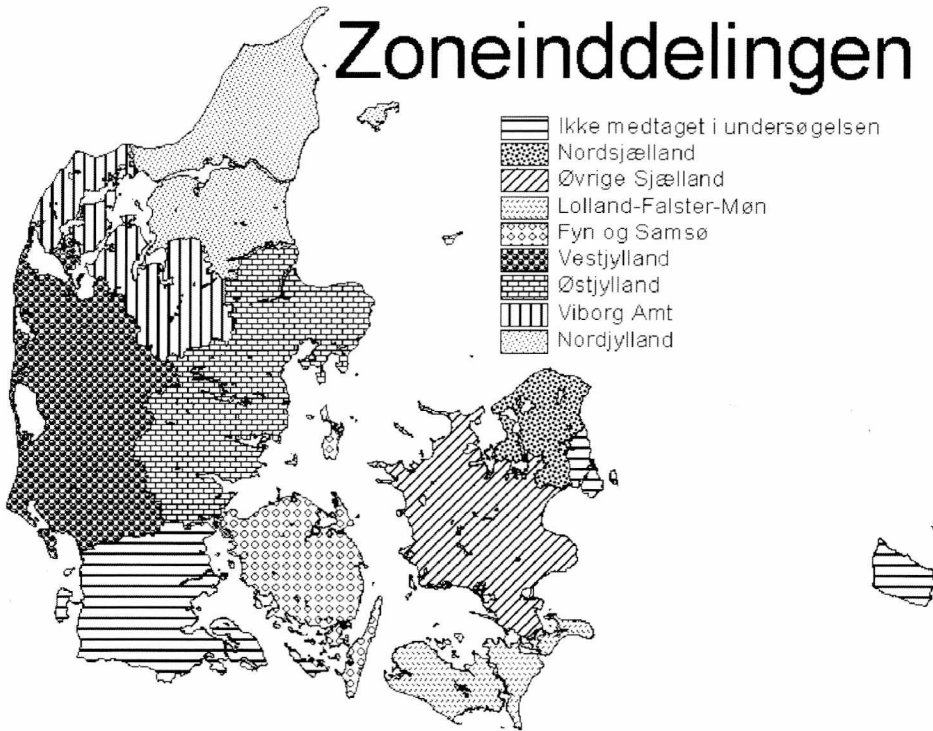 Zoneinddelingen
Ikke medtaget i undersøgelsen
Nordsjælland
Øvrige Sjælland
Lolland-Falster-Møn
Fyn og Samsø
Vestjylland
Østjylland
Viborg Amt
Nordjylland